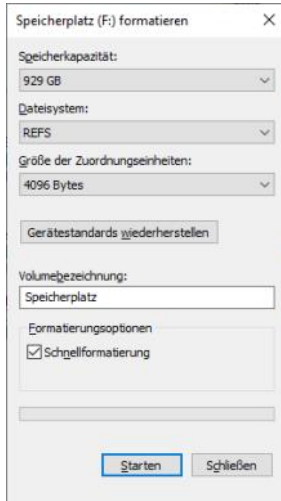 Speicherplatz (F:) formatieren
Speicherkapazität:
929 GB
Dateisystem:
REFS
Größe der Zuordnungseinheiten:
4096 Bytes
Gerätestandards wiederherstellen
Volumebezeichnung:
Speicherplatz
Formatierungsoptionen
Schnellformatierung
Starten Schließen